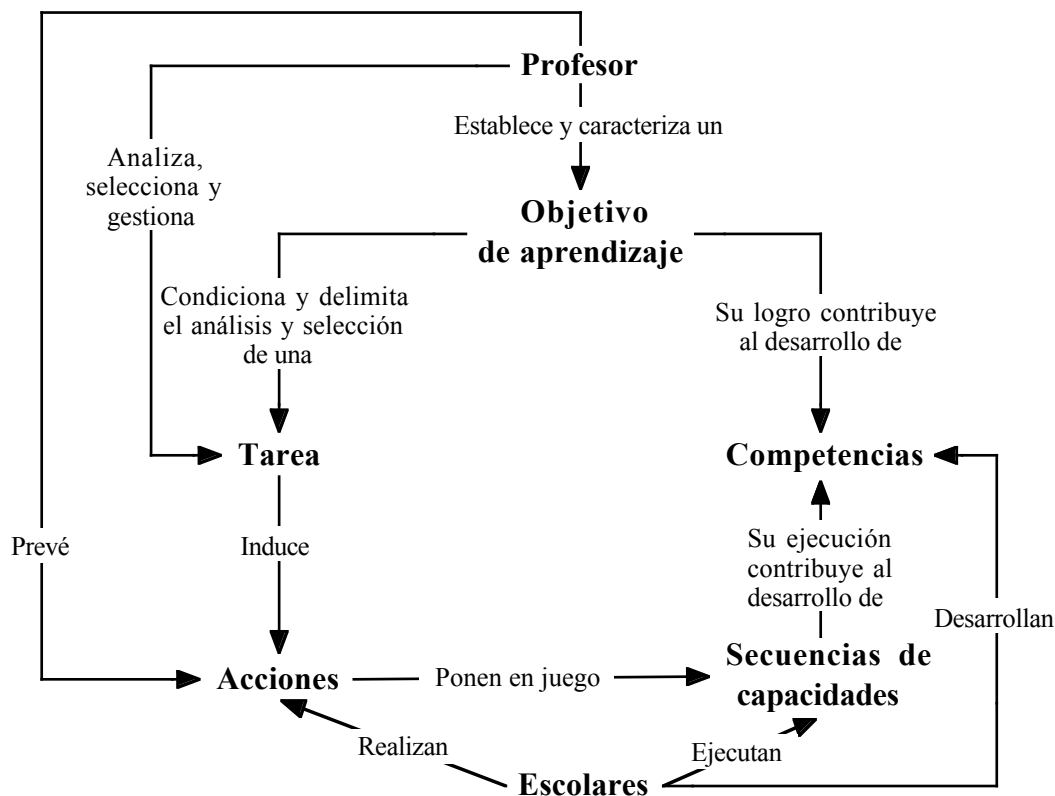 Profesor
Establece y caracteriza un
Analiza,
selecciona y
gestiona
Objetivo
de aprendizaje
Condiciona y delimita
el análisis y selección
de una
Su logro contribuye
al desarrollo de
Tarea
Competencias
Prevé
Induce
Su ejecución
contribuye al
desarrollo de
Desarrollan
Acciones
Ponen en juego
Secuencias de
capacidades
Realizan
Ejecutan
Escolares